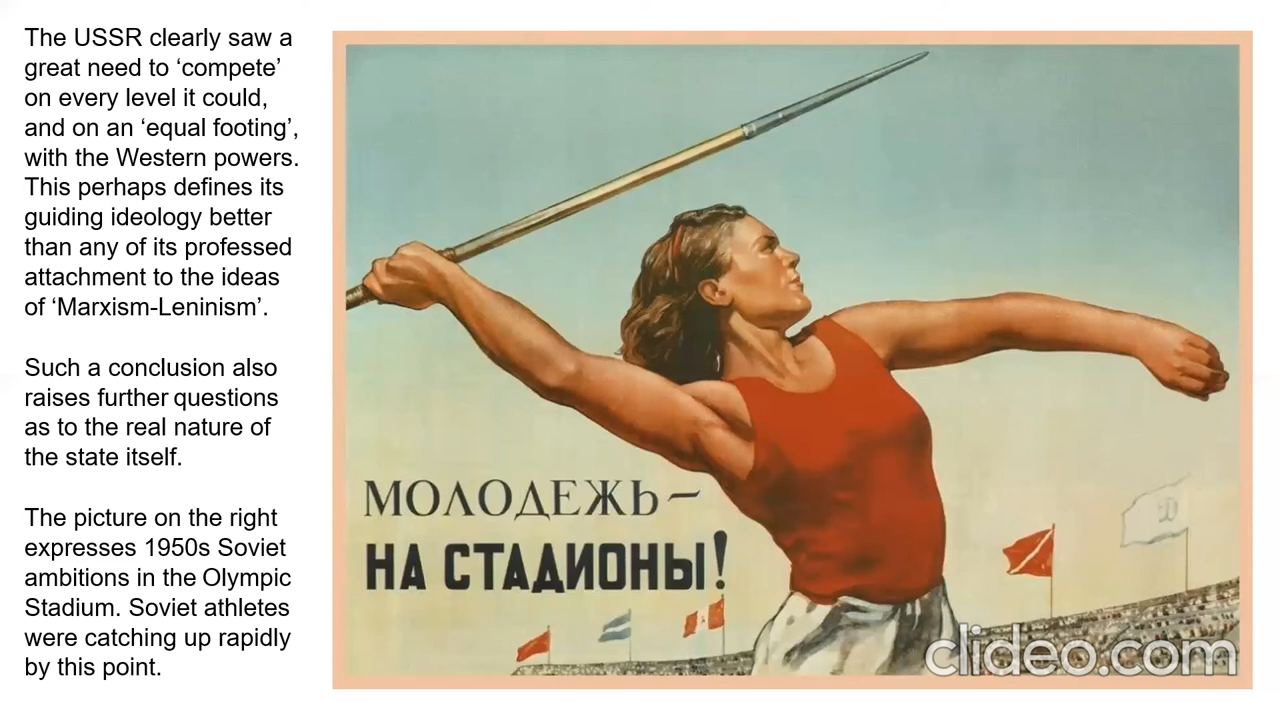 The USSR clearly saw a
great need to ‘compete’
on every level it could,
and on an ‘equal footing’,
with the Western powers.
This perhaps defines its
guiding ideology better
than any of its professed
attachment to the ideas
of ‘Marxism-Leninism’.
Such a conclusion also
raises further questions
as to the real nature of
the state itself.
The picture on the right
expresses 1950s Soviet
ambitions in the Olympic
Stadium. Soviet athletes
were catching up rapidly
by this point.
МОЛОДЕЖЬ –
НА СТАДИОНЫ!
clideo.com